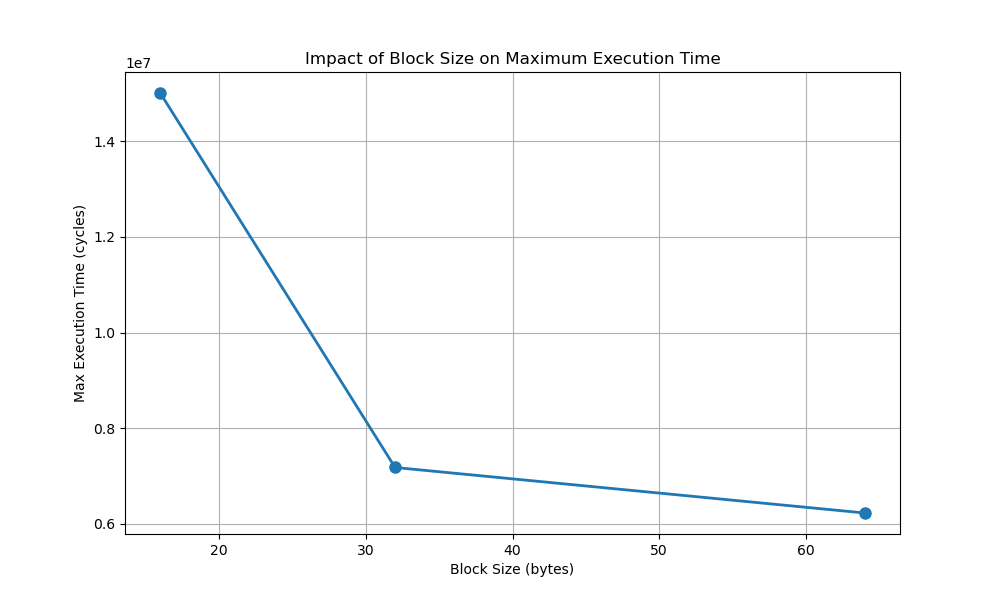 Impact of Block Size on Maximum Execution Time
1e7
1.4
1.2
1.0
0.8
0.6
Max Execution Time (cycles)
20 30 40 50 60
Block Size (bytes)